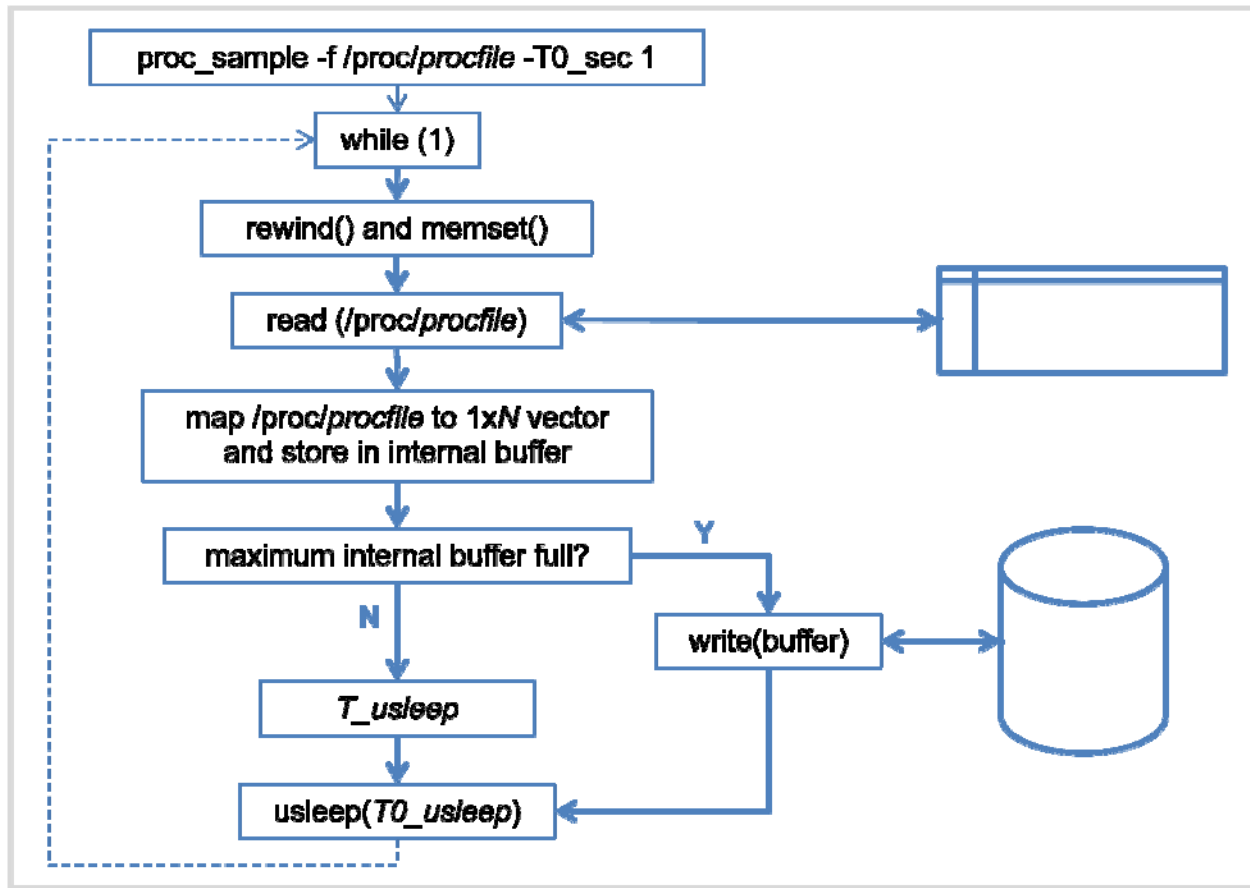 proc_sample -f /proc/procfile -T0_sec 1
while (1)
rewind() and memset()
read (/proc/procfile)
map /proc/procfile to 1xN vector
and store in internal buffer
maximum internal buffer full?
Y
N
write(buffer)
T_usleep
usleep(T0_usleep)